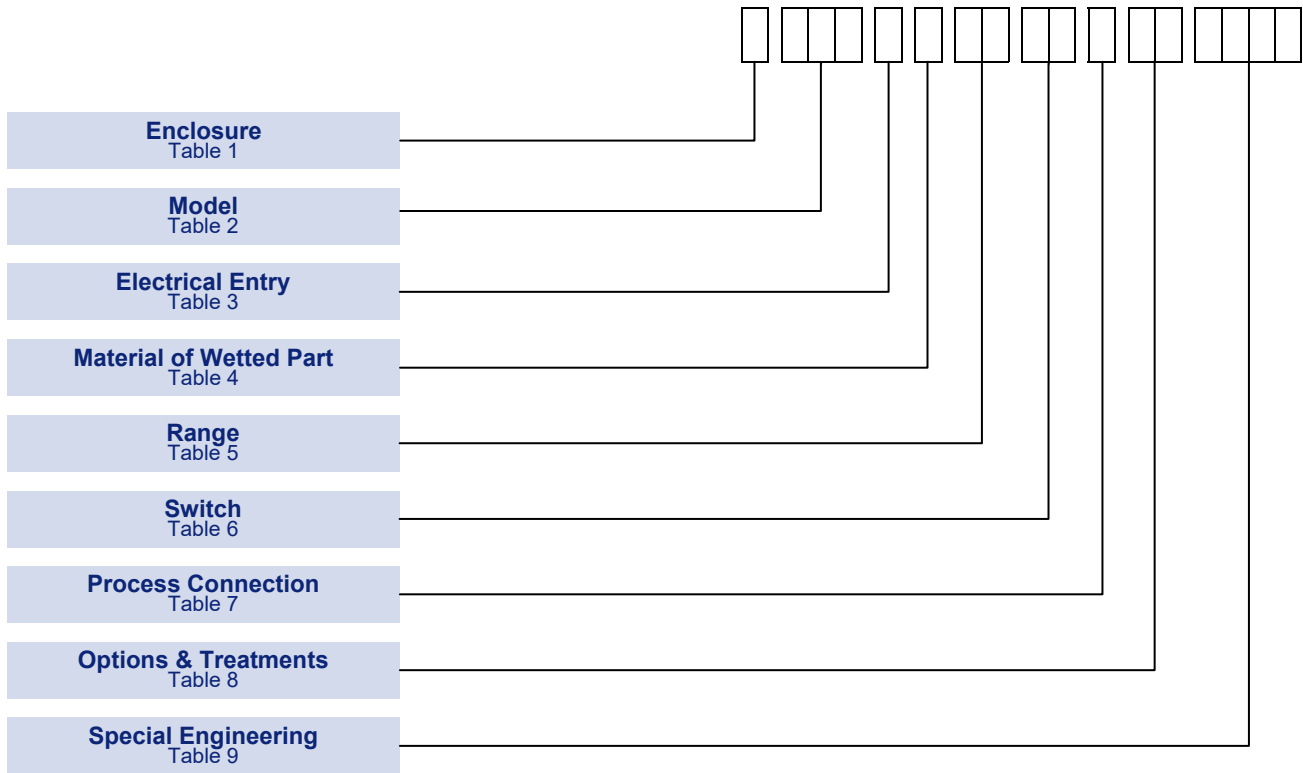 Enclosure
Table 1
Model
Table 2
Electrical Entry
Table 3
Material of Wetted Part
Table 4
Range
Table 5
Switch
Table 6
Process Connection
Table 7
Options & Treatments
Table 8
Special Engineering
Table 9